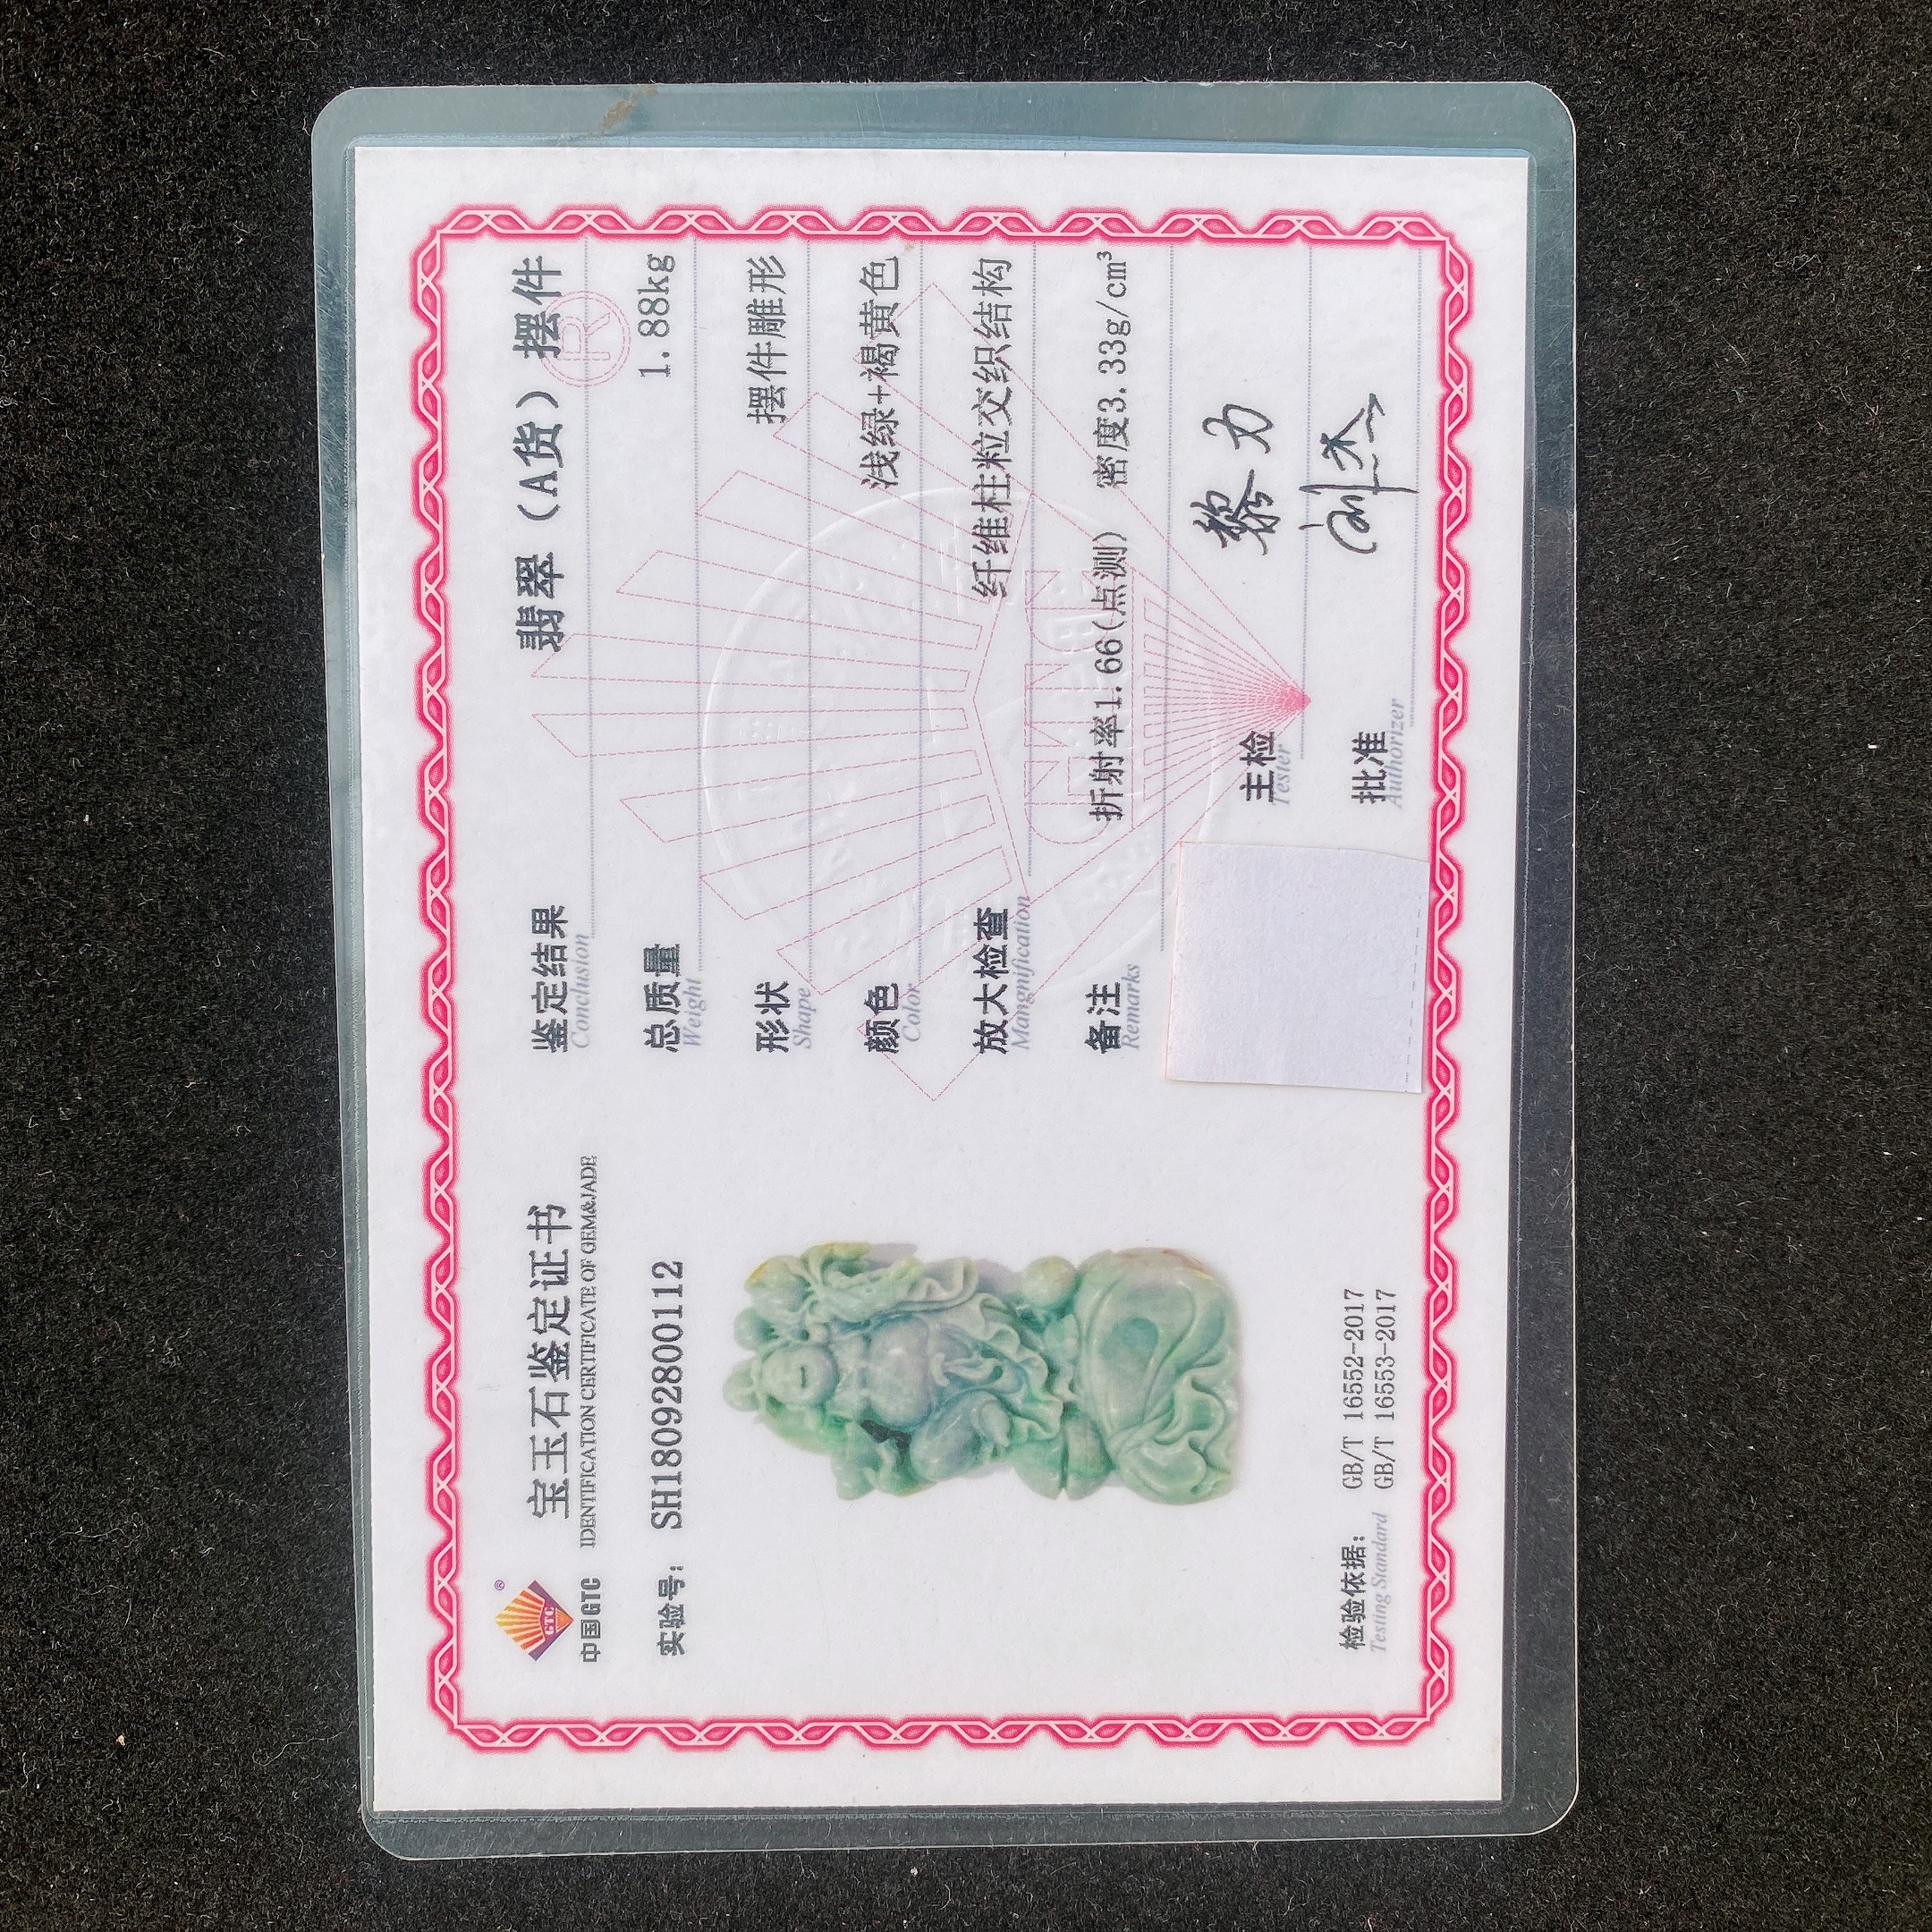 GTC
®
中国GTC
宝玉石鉴定证书
IDENTIFICATION CERTIFICATE OF GEM&JADE
实验号: SH18092800112
检验依据: GB/T 16552-2017
Testing Standard GB/T 16553-2017
鉴定结果 翡翠 (A货) 摆件
Conclusion
R
总质量 1.88kg
Weight
形状 摆件雕形
Shape
颜色 浅绿+褐黄色
Color
放大检查 纤维柱粒交织结构
Mangnification
备注 折射率1.66(点测) 密度3.33g/cm³
Remarks
主检 黎力
Tester
批准
Authorizer